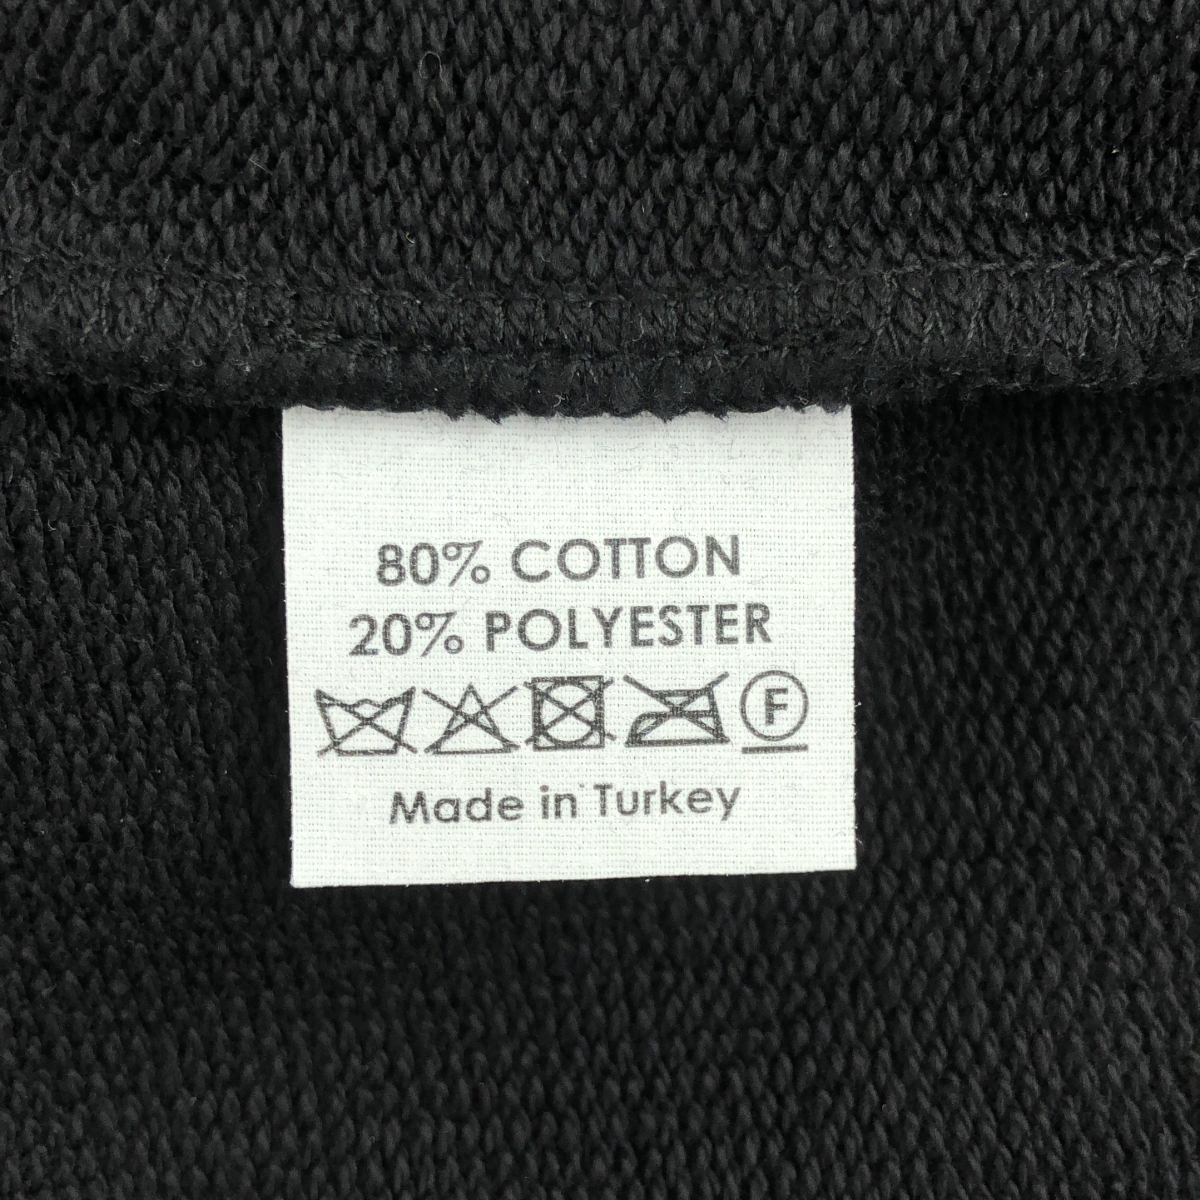 80% COTTON
20% POLYESTER
F
Made in Turkey